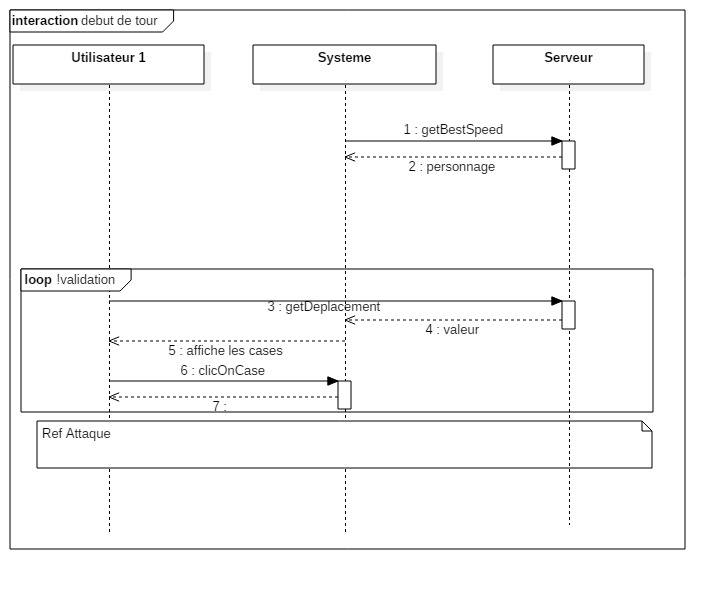 interaction debut de tour
Utilisateur 1
Systeme
Serveur
1 : getBestSpeed
2 : personnage
loop !validation
3 : getDeplacement
4 : valeur
5 : affiche les cases
6 : clicOnCase
7 :
Ref Attaque